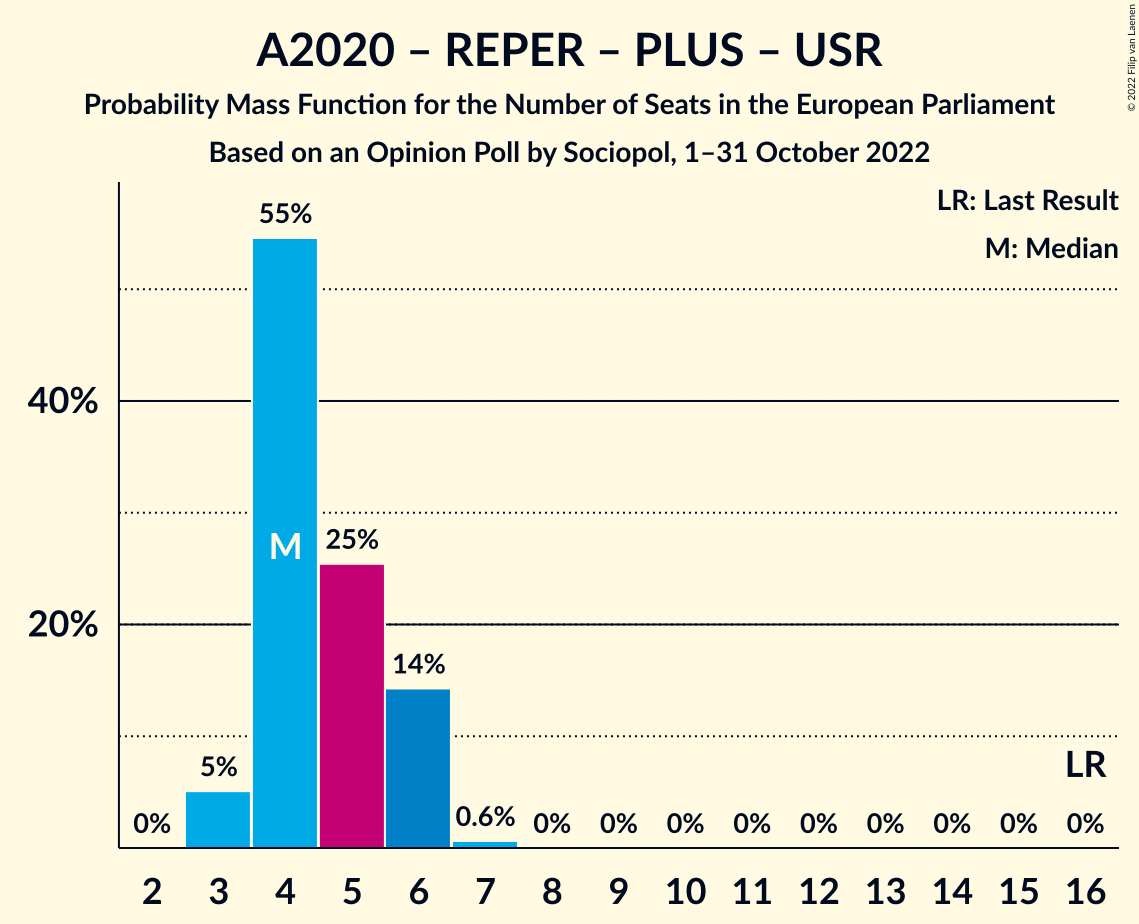 A2020 – REPER – PLUS – USR
Probability Mass Function for the Number of Seats in the European Parliament
Based on an Opinion Poll by Sociopol, 1–31 October 2022
© 2022 Filip van Laenen
LR: Last Result
M: Median
55%
40%
M
25%
20%
14%
LR
5%
0.6%
0% 0% 0% 0% 0% 0% 0% 0% 0% 0%
2 3 4 5 6 7 8 9 10 11 12 13 14 15 16